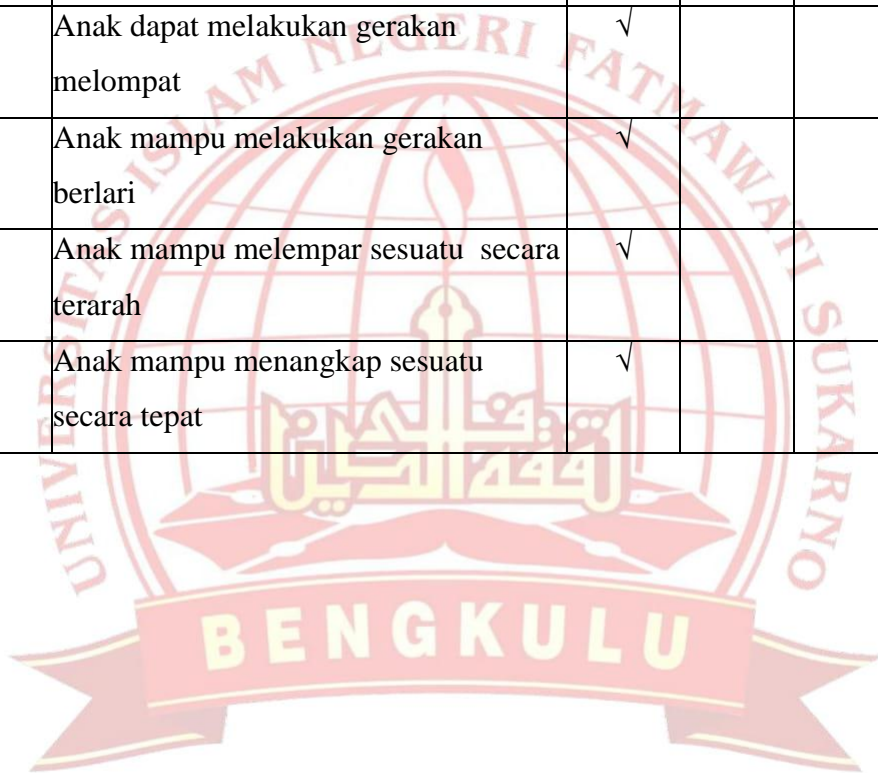 Anak dapat melakukan gerakan √
melompat
Anak mampu melakukan gerakan √
berlari
Anak mampu melempar sesuatu secara √
terarah
Anak mampu menangkap sesuatu √
secara tepat
UNIVERSITAS ISLAM NEGERI FATMAWATI SUKARNO
BENGKULU